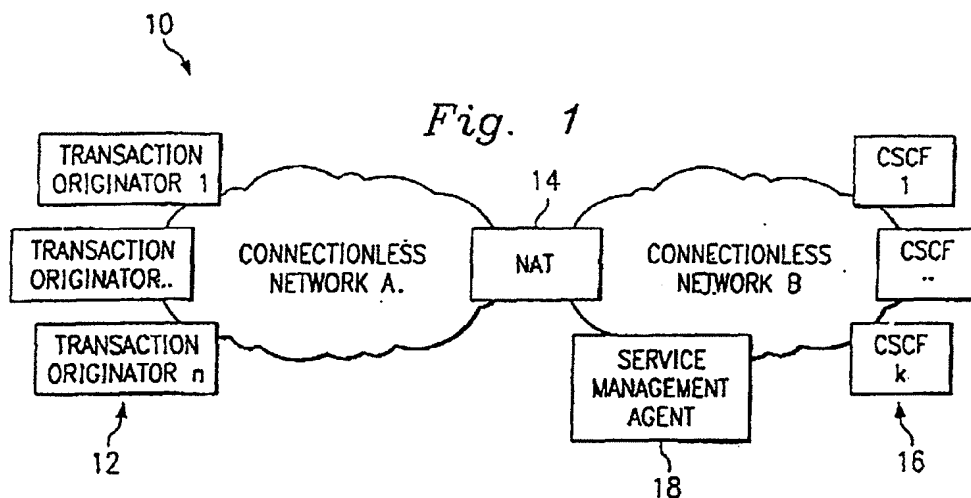 10
Fig. 1
TRANSACTION
ORIGINATOR 1
TRANSACTION
ORIGINATOR..
TRANSACTION
ORIGINATOR n
12
CONNECTIONLESS
NETWORK A.
14
NAT
CONNECTIONLESS
NETWORK B
SERVICE
MANAGEMENT
AGENT
18
CSCF
1
CSCF
..
CSCF
k
16